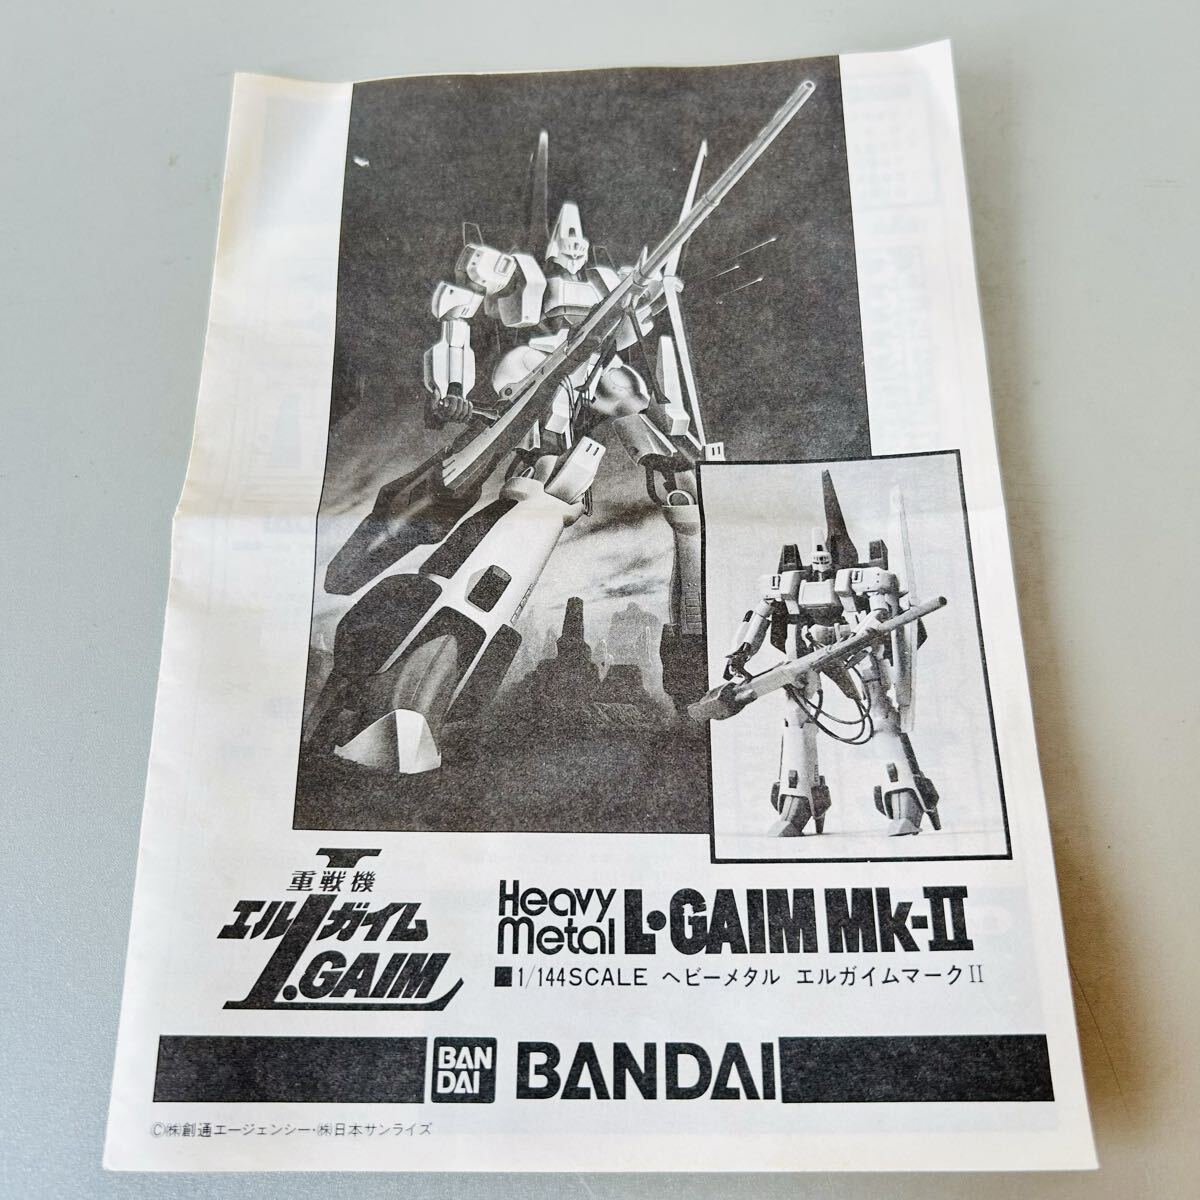 重戦機
エルガイム
L.GAIM
Heavy Metal L・GAIM Mk-II
■1/144SCALE ヘビーメタル エルガイムマークII
BAN
DAI
BANDAI
©㈱創通エージェンシー・㈱日本サンライズ